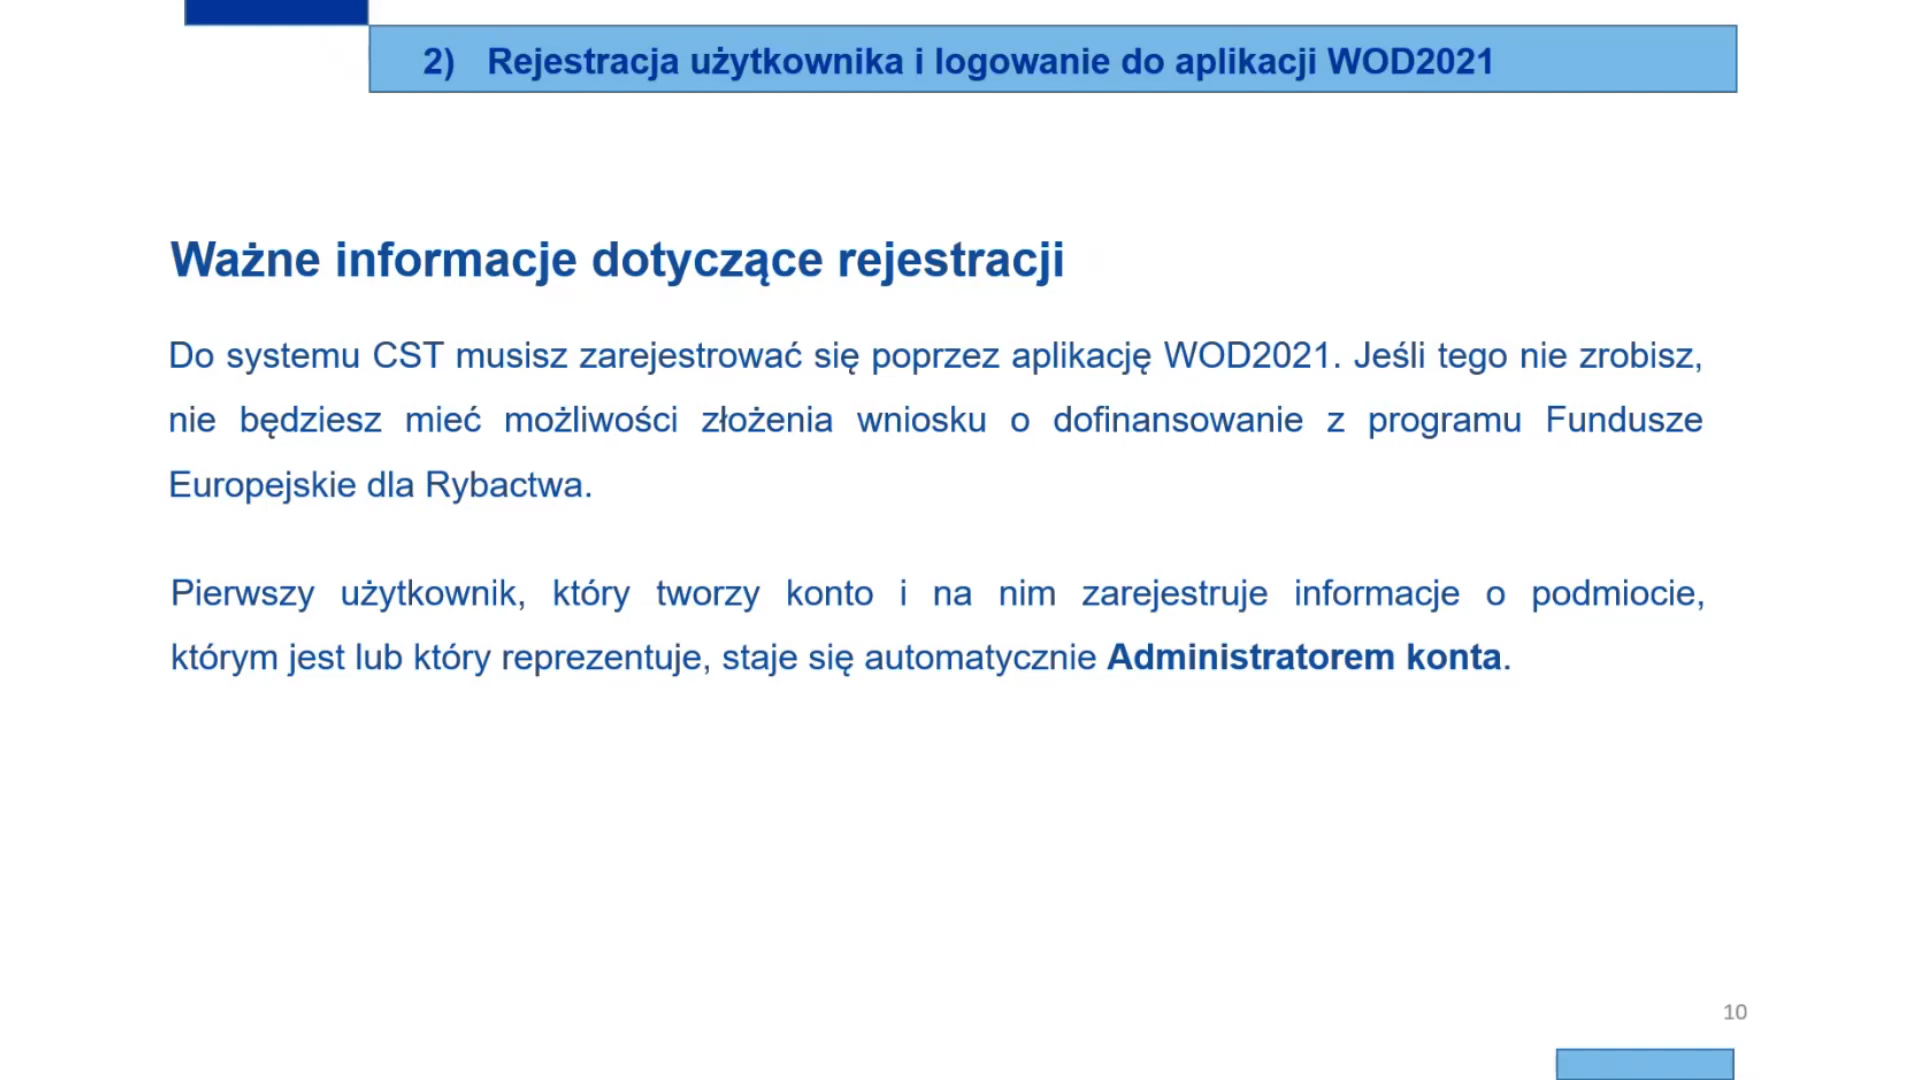 2) Rejestracja użytkownika i logowanie do aplikacji WOD2021
Ważne informacje dotyczące rejestracji
Do systemu CST musisz zarejestrować się poprzez aplikację WOD2021. Jeśli tego nie zrobisz,
nie będziesz mieć możliwości złożenia wniosku o dofinansowanie z programu Fundusze
Europejskie dla Rybactwa.
Pierwszy użytkownik, który tworzy konto i na nim zarejestruje informacje o podmiocie,
którym jest lub który reprezentuje, staje się automatycznie Administratorem konta.
10